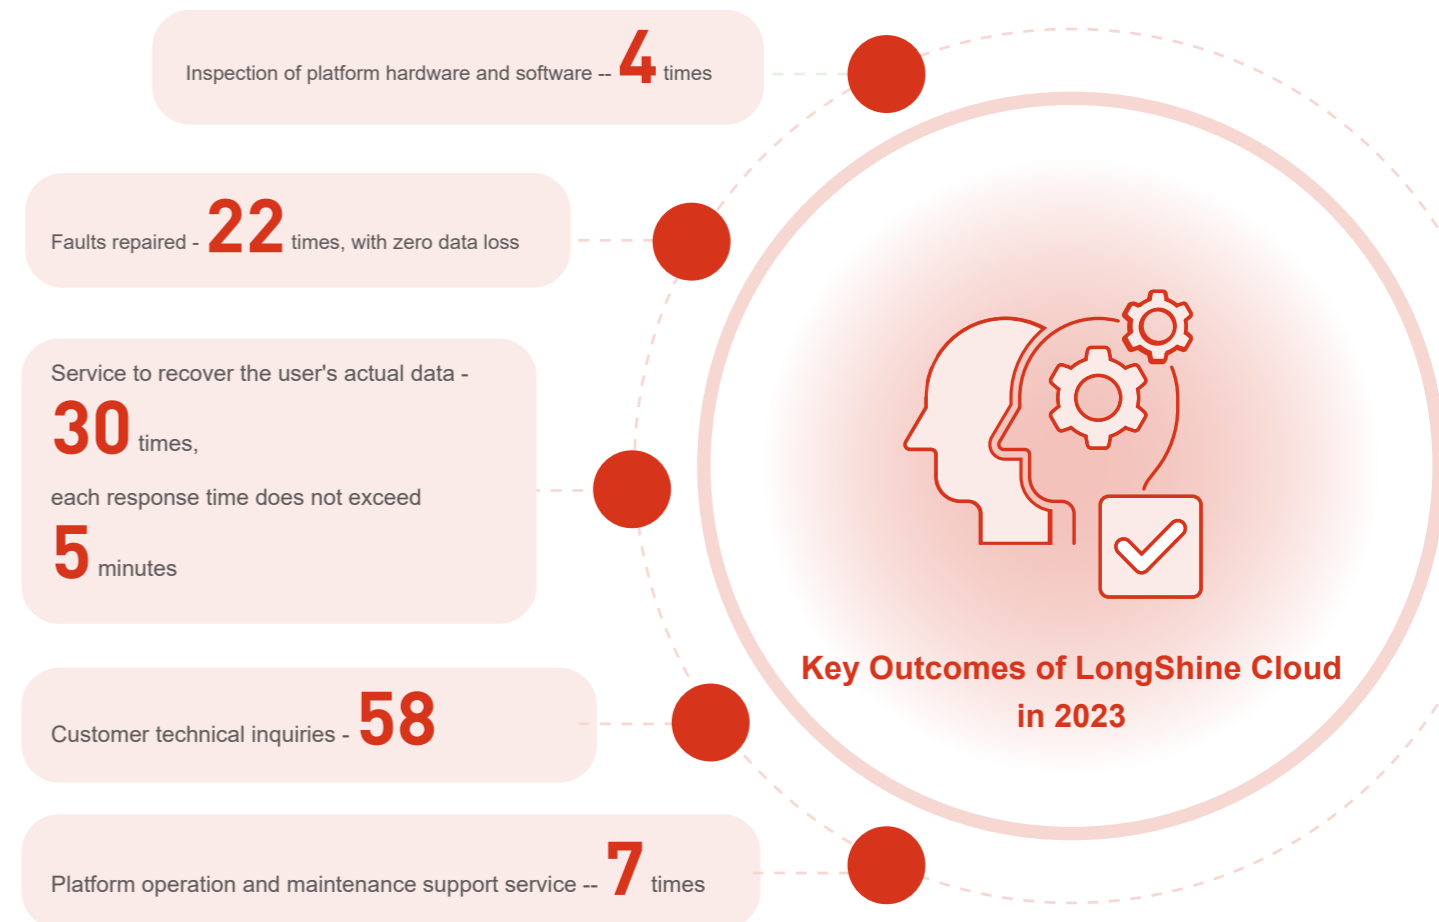 Inspection of platform hardware and software -- 4 times
Faults repaired - 22 times, with zero data loss
Service to recover the user's actual data -
30 times,
each response time does not exceed
5 minutes
Customer technical inquiries - 58
Platform operation and maintenance support service -- 7 times
Key Outcomes of LongShine Cloud
in 2023